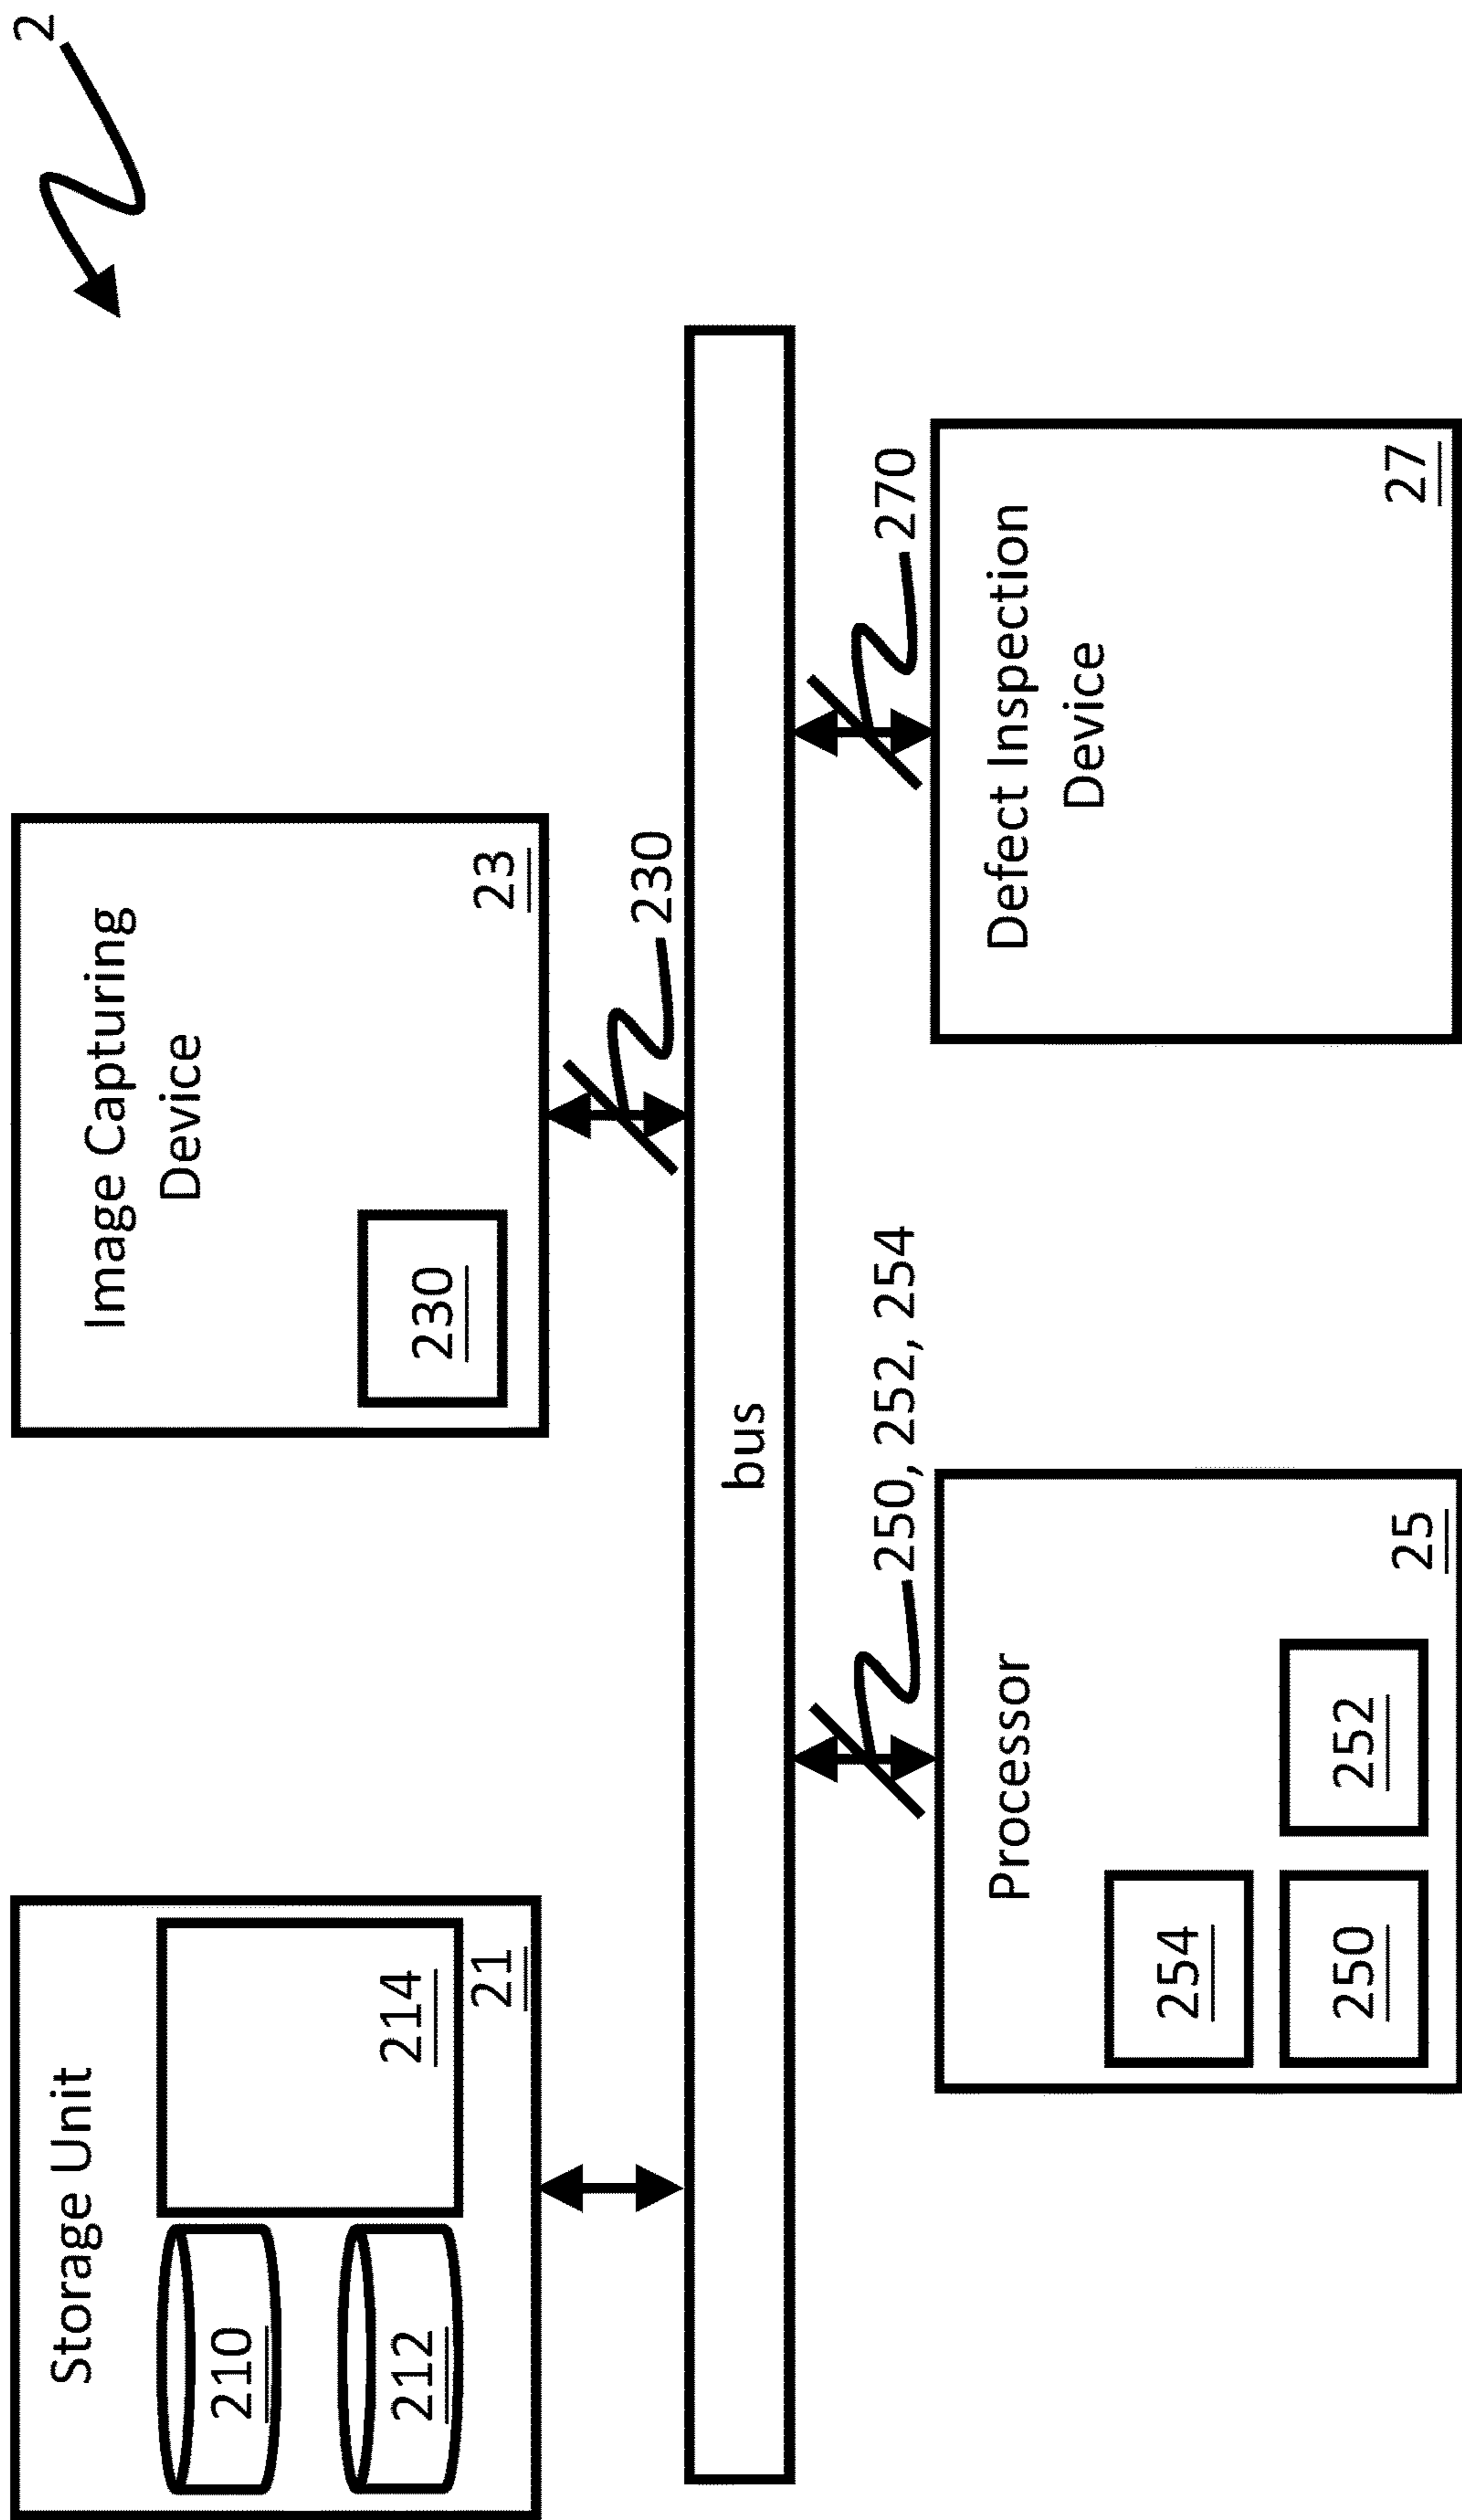 2
Storage Unit
210
212
214
21
Image Capturing
Device
230
23
230
bus
250, 252, 254
270
Processor
254
250
252
25
Defect Inspection
Device
27